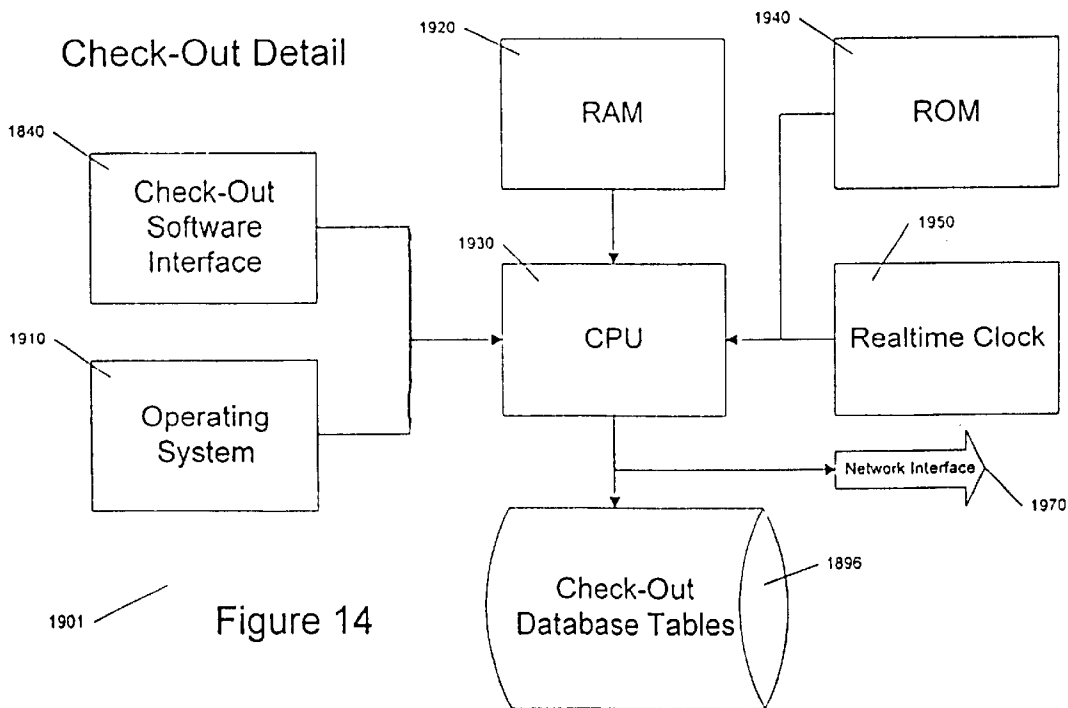 Check-Out Detail
1920
RAM
1940
ROM
1840
Check-Out
Software
Interface
1930
CPU
1950
Realtime Clock
1910
Operating
System
Network Interface
1970
Check-Out
Database Tables
1896
1901
Figure 14